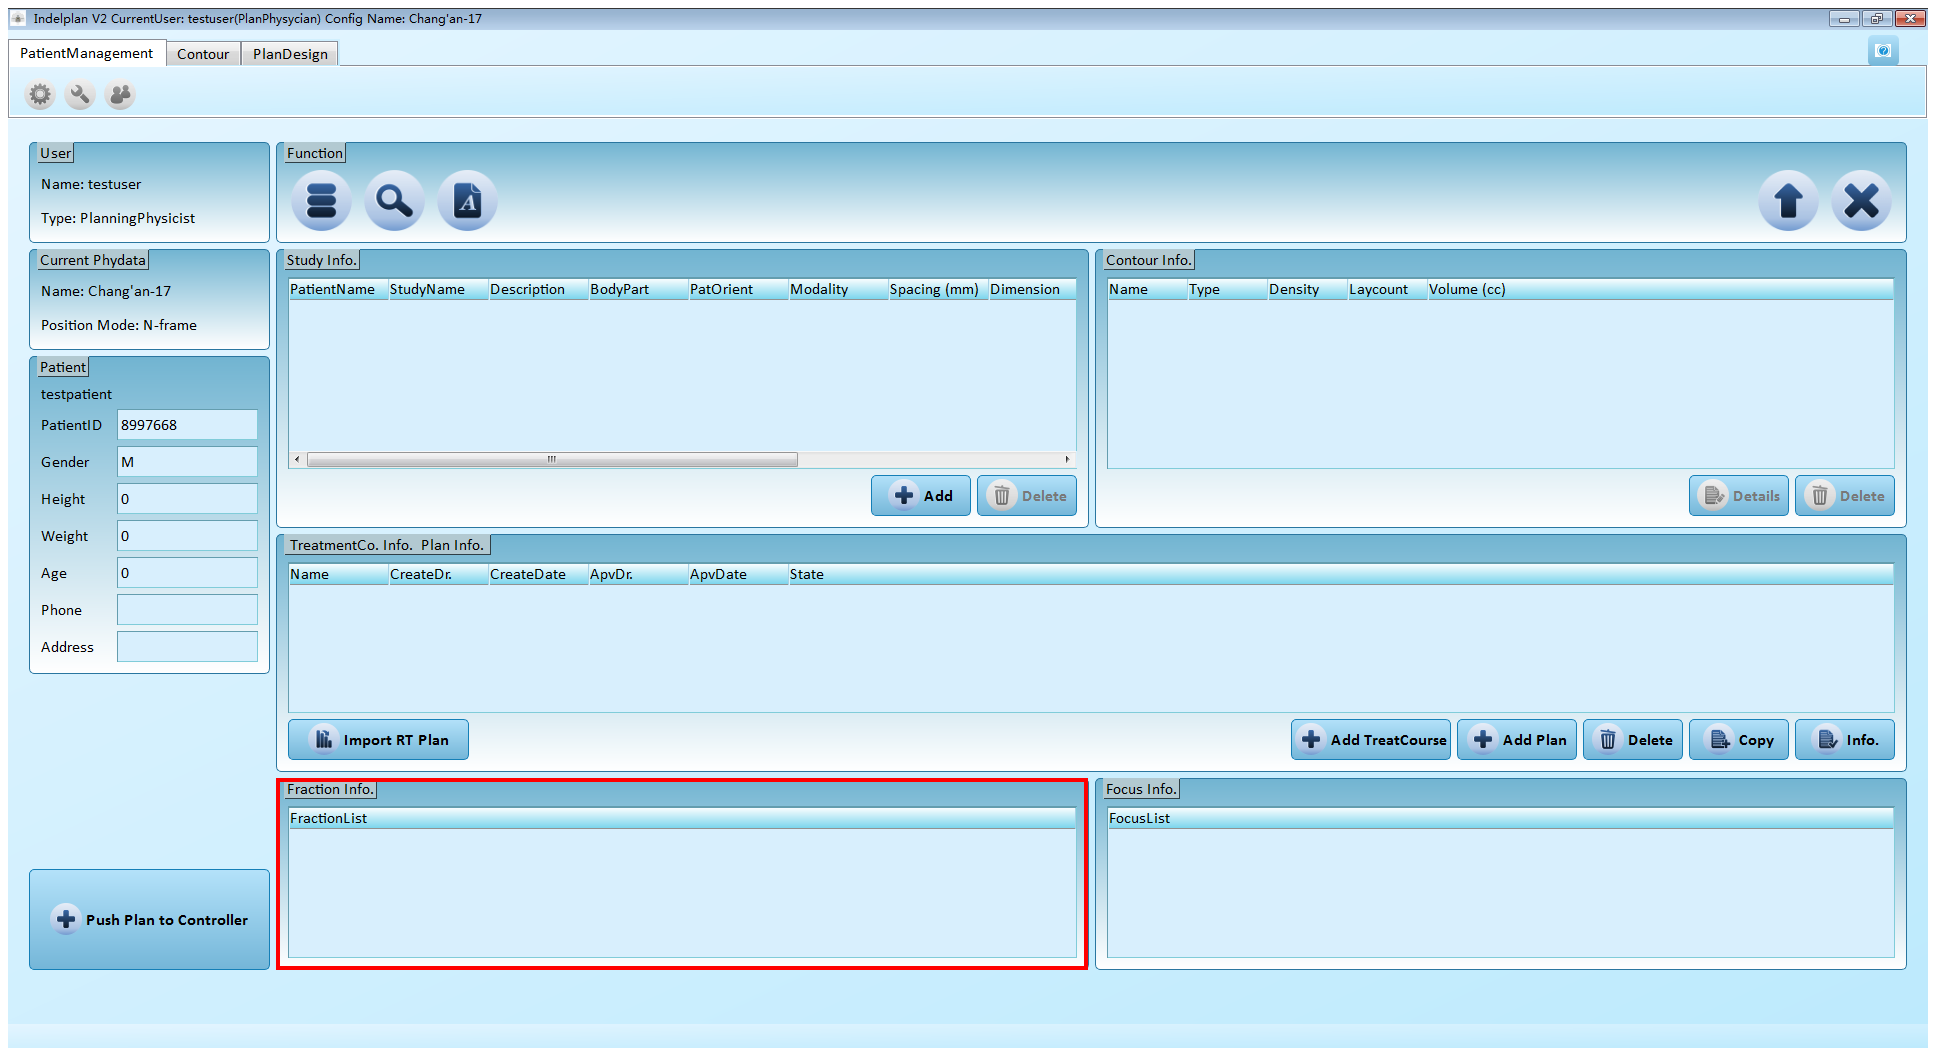 Indelplan V2 CurrentUser: testuser(PlanPhysycian) Config Name: Chang'an-17
PatientManagement Contour PlanDesign
User
Name: testuser
Type: PlanningPhysicist
Function
Current Phydata
Name: Chang'an-17
Position Mode: N-frame
Study Info.
PatientName StudyName Description BodyPart PatOrient Modality Spacing (mm) Dimension
Add Delete
Contour Info.
Name Type Density Laycount Volume (cc)
Details Delete
Patient
testpatient
PatientID 8997668
Gender M
Height 0
Weight 0
Age 0
Phone
Address
TreatmentCo. Info. Plan Info.
Name CreateDr. CreateDate ApvDr. ApvDate State
Import RT Plan Add TreatCourse Add Plan Delete Copy Info.
Fraction Info.
FractionList
Focus Info.
FocusList
Push Plan to Controller